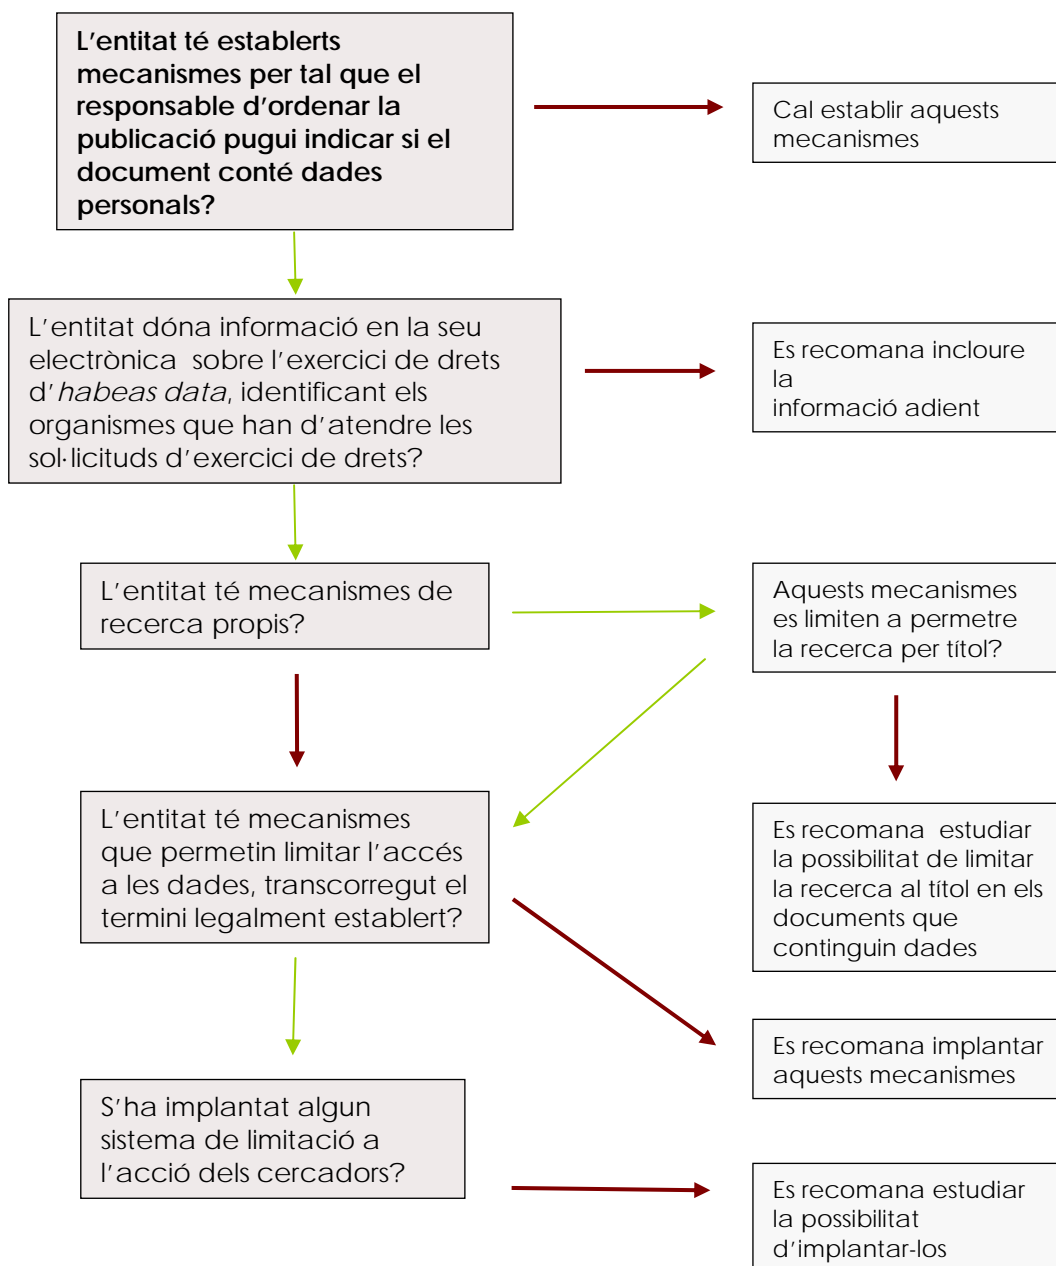 L'entitat té establerts
mecanismes per tal que el
responsable d'ordenar la
publicació pugui indicar si el
document conté dades
personals?
Cal establir aquests
mecanismes
L'entitat dóna informació en la seu
electrònica sobre l'exercici de drets
d'habeas data, identificant els
organismes que han d'atendre les
sol·licituds d'exercici de drets?
Es recomana incloure
la
informació adient
L'entitat té mecanismes de
recerca propis?
Aquests mecanismes
es limiten a permetre
la recerca per títol?
L'entitat té mecanismes
que permetin limitar l'accés
a les dades, transcorregut el
termini legalment establert?
Es recomana estudiar
la possibilitat de limitar
la recerca al títol en els
documents que
continguin dades
Es recomana implantar
aquests mecanismes
S'ha implantat algun
sistema de limitació a
l'acció dels cercadors?
Es recomana estudiar
la possibilitat
d'implantar-los